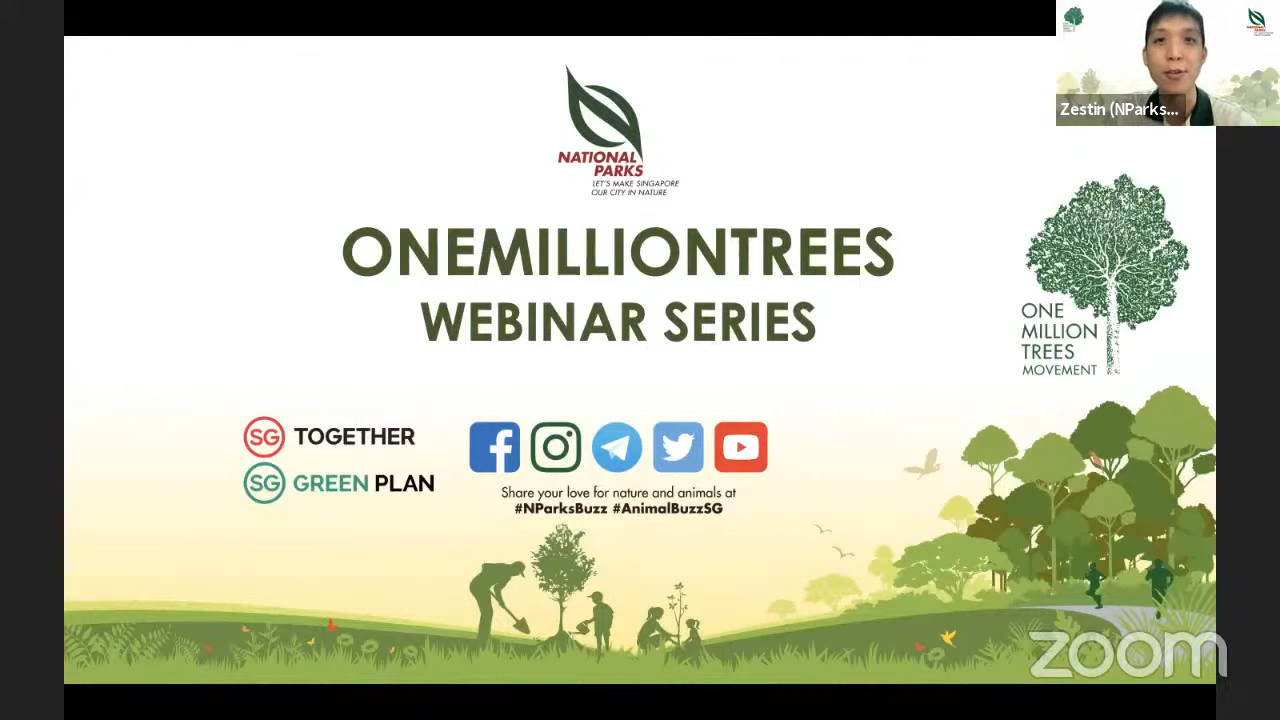 Zestin (NParks...
NATIONAL
PARKS
LET'S MAKE SINGAPORE
OUR CITY IN NATURE
ONEMILLIONTREES
WEBINAR SERIES
ONE
MILLION
TREES
MOVEMENT
SG TOGETHER
SG GREEN PLAN
Share your love for nature and animals at
#NParksBuzz #AnimalBuzzSG
zoom